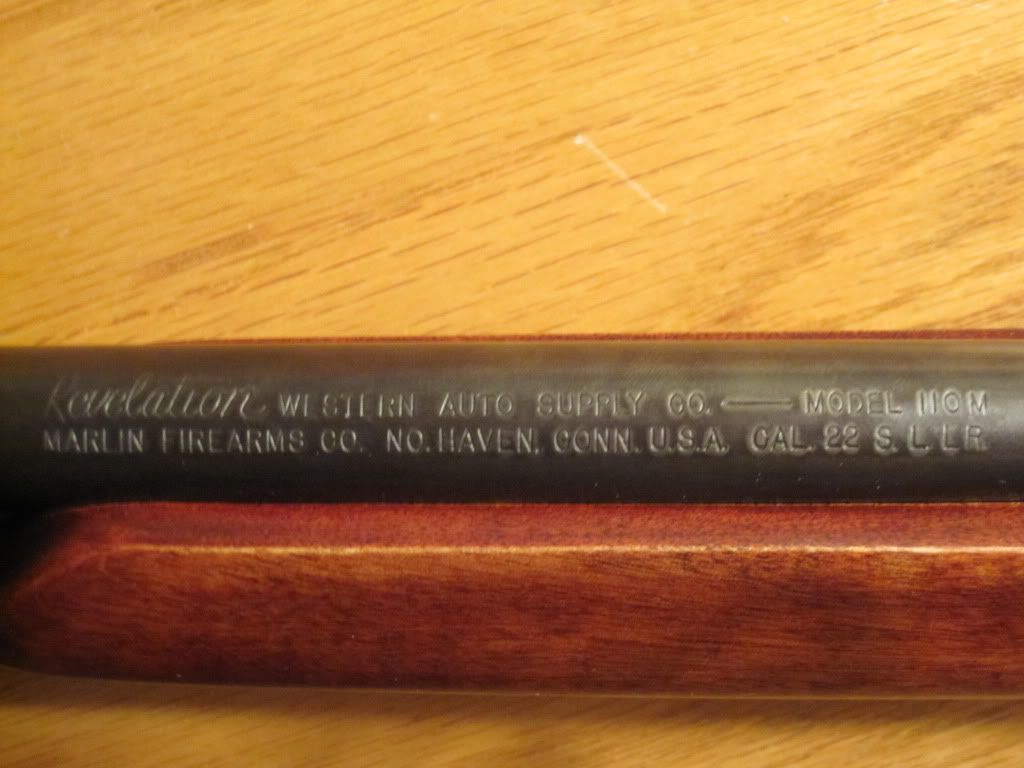 Revelation WESTERN AUTO SUPPLY CO. — MODEL 110M
MARLIN FIREARMS CO. NO. HAVEN, CONN. U.S.A. CAL. 22 S. L. LR.